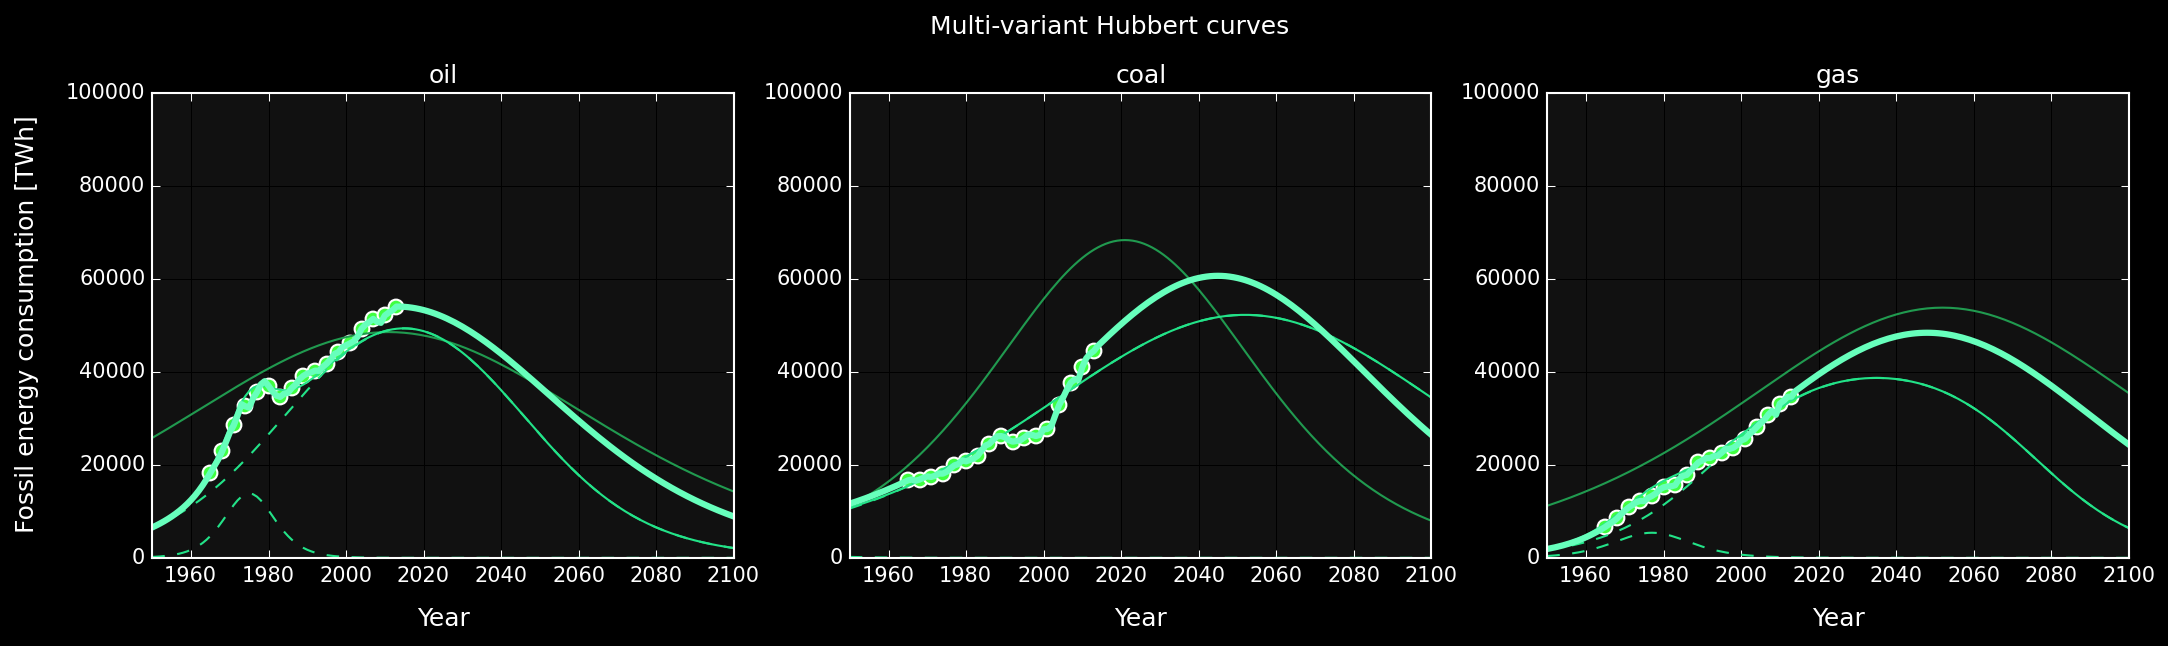 Multi-variant Hubbert curves
oil
coal
gas
Fossil energy consumption [TWh]
100000
80000
60000
40000
20000
0
1960 1980 2000 2020 2040 2060 2080 2100
Year
100000
80000
60000
40000
20000
0
1960 1980 2000 2020 2040 2060 2080 2100
Year
100000
80000
60000
40000
20000
0
1960 1980 2000 2020 2040 2060 2080 2100
Year